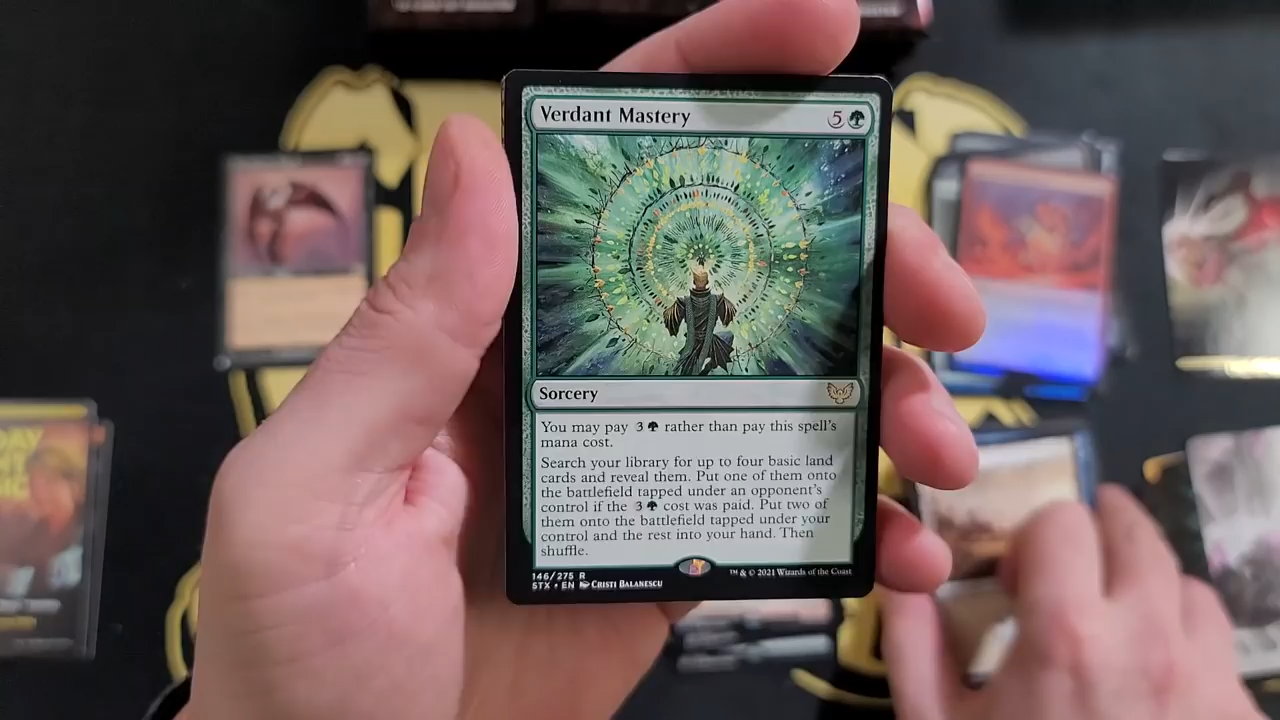 Verdant Mastery 5
Sorcery
You may pay 3 rather than pay this spell's
mana cost.
Search your library for up to four basic land
cards and reveal them. Put one of them onto
the battlefield tapped under an opponent's
control if the 3 cost was paid. Put two of
them onto the battlefield tapped under your
control and the rest into your hand. Then
shuffle.
146/275 R
STX • EN CRISTI BALANESCU
™ & © 2021 Wizards of the Coast